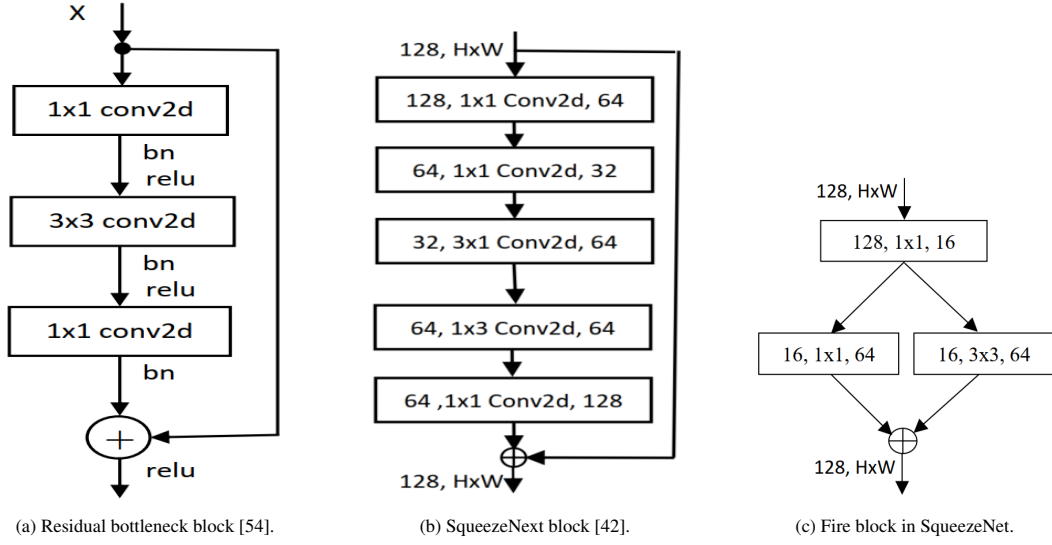 X
1x1 conv2d
bn
relu
3x3 conv2d
bn
relu
1x1 conv2d
bn
+
relu
(a) Residual bottleneck block [54].
128, HxW
128, 1x1 Conv2d, 64
64, 1x1 Conv2d, 32
32, 3x1 Conv2d, 64
64, 1x3 Conv2d, 64
64 ,1x1 Conv2d, 128
128, HxW
(b) SqueezeNext block [42].
128, HxW
128, 1x1, 16
16, 1x1, 64
16, 3x3, 64
128, HxW
(c) Fire block in SqueezeNet.